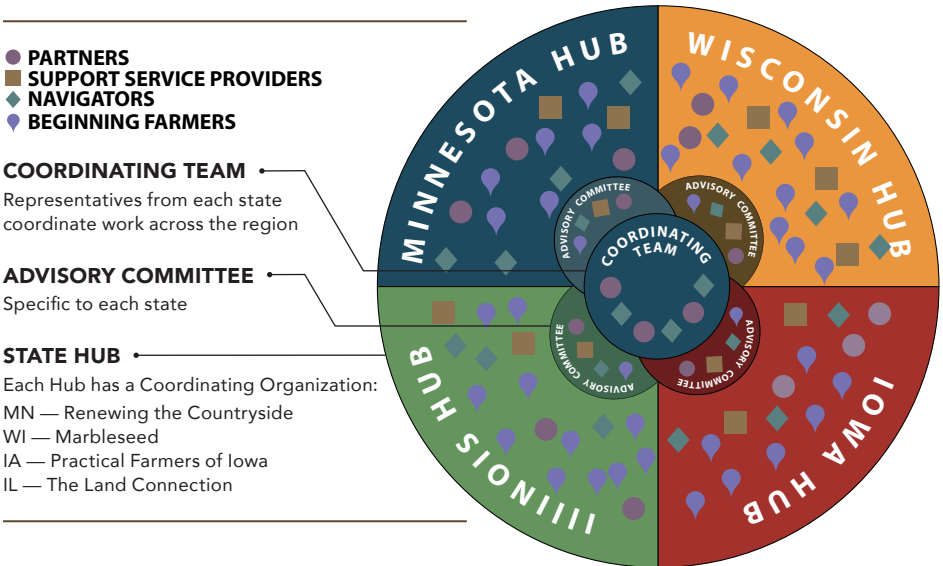 PARTNERS
SUPPORT SERVICE PROVIDERS
NAVIGATORS
BEGINNING FARMERS
COORDINATING TEAM
Representatives from each state
coordinate work across the region
ADVISORY COMMITTEE
Specific to each state
STATE HUB
Each Hub has a Coordinating Organization:
MN — Renewing the Countryside
WI — Marbleseed
IA — Practical Farmers of Iowa
IL — The Land Connection
MINNESOTA HUB
WISCONSIN HUB
ADVISORY COMMITTEE
ADVISORY COMMITTEE
COORDINATING
TEAM
ADVISORY COMMITTEE
ADVISORY COMMITTEE
IIIINOIS HUB
IOWA HUB